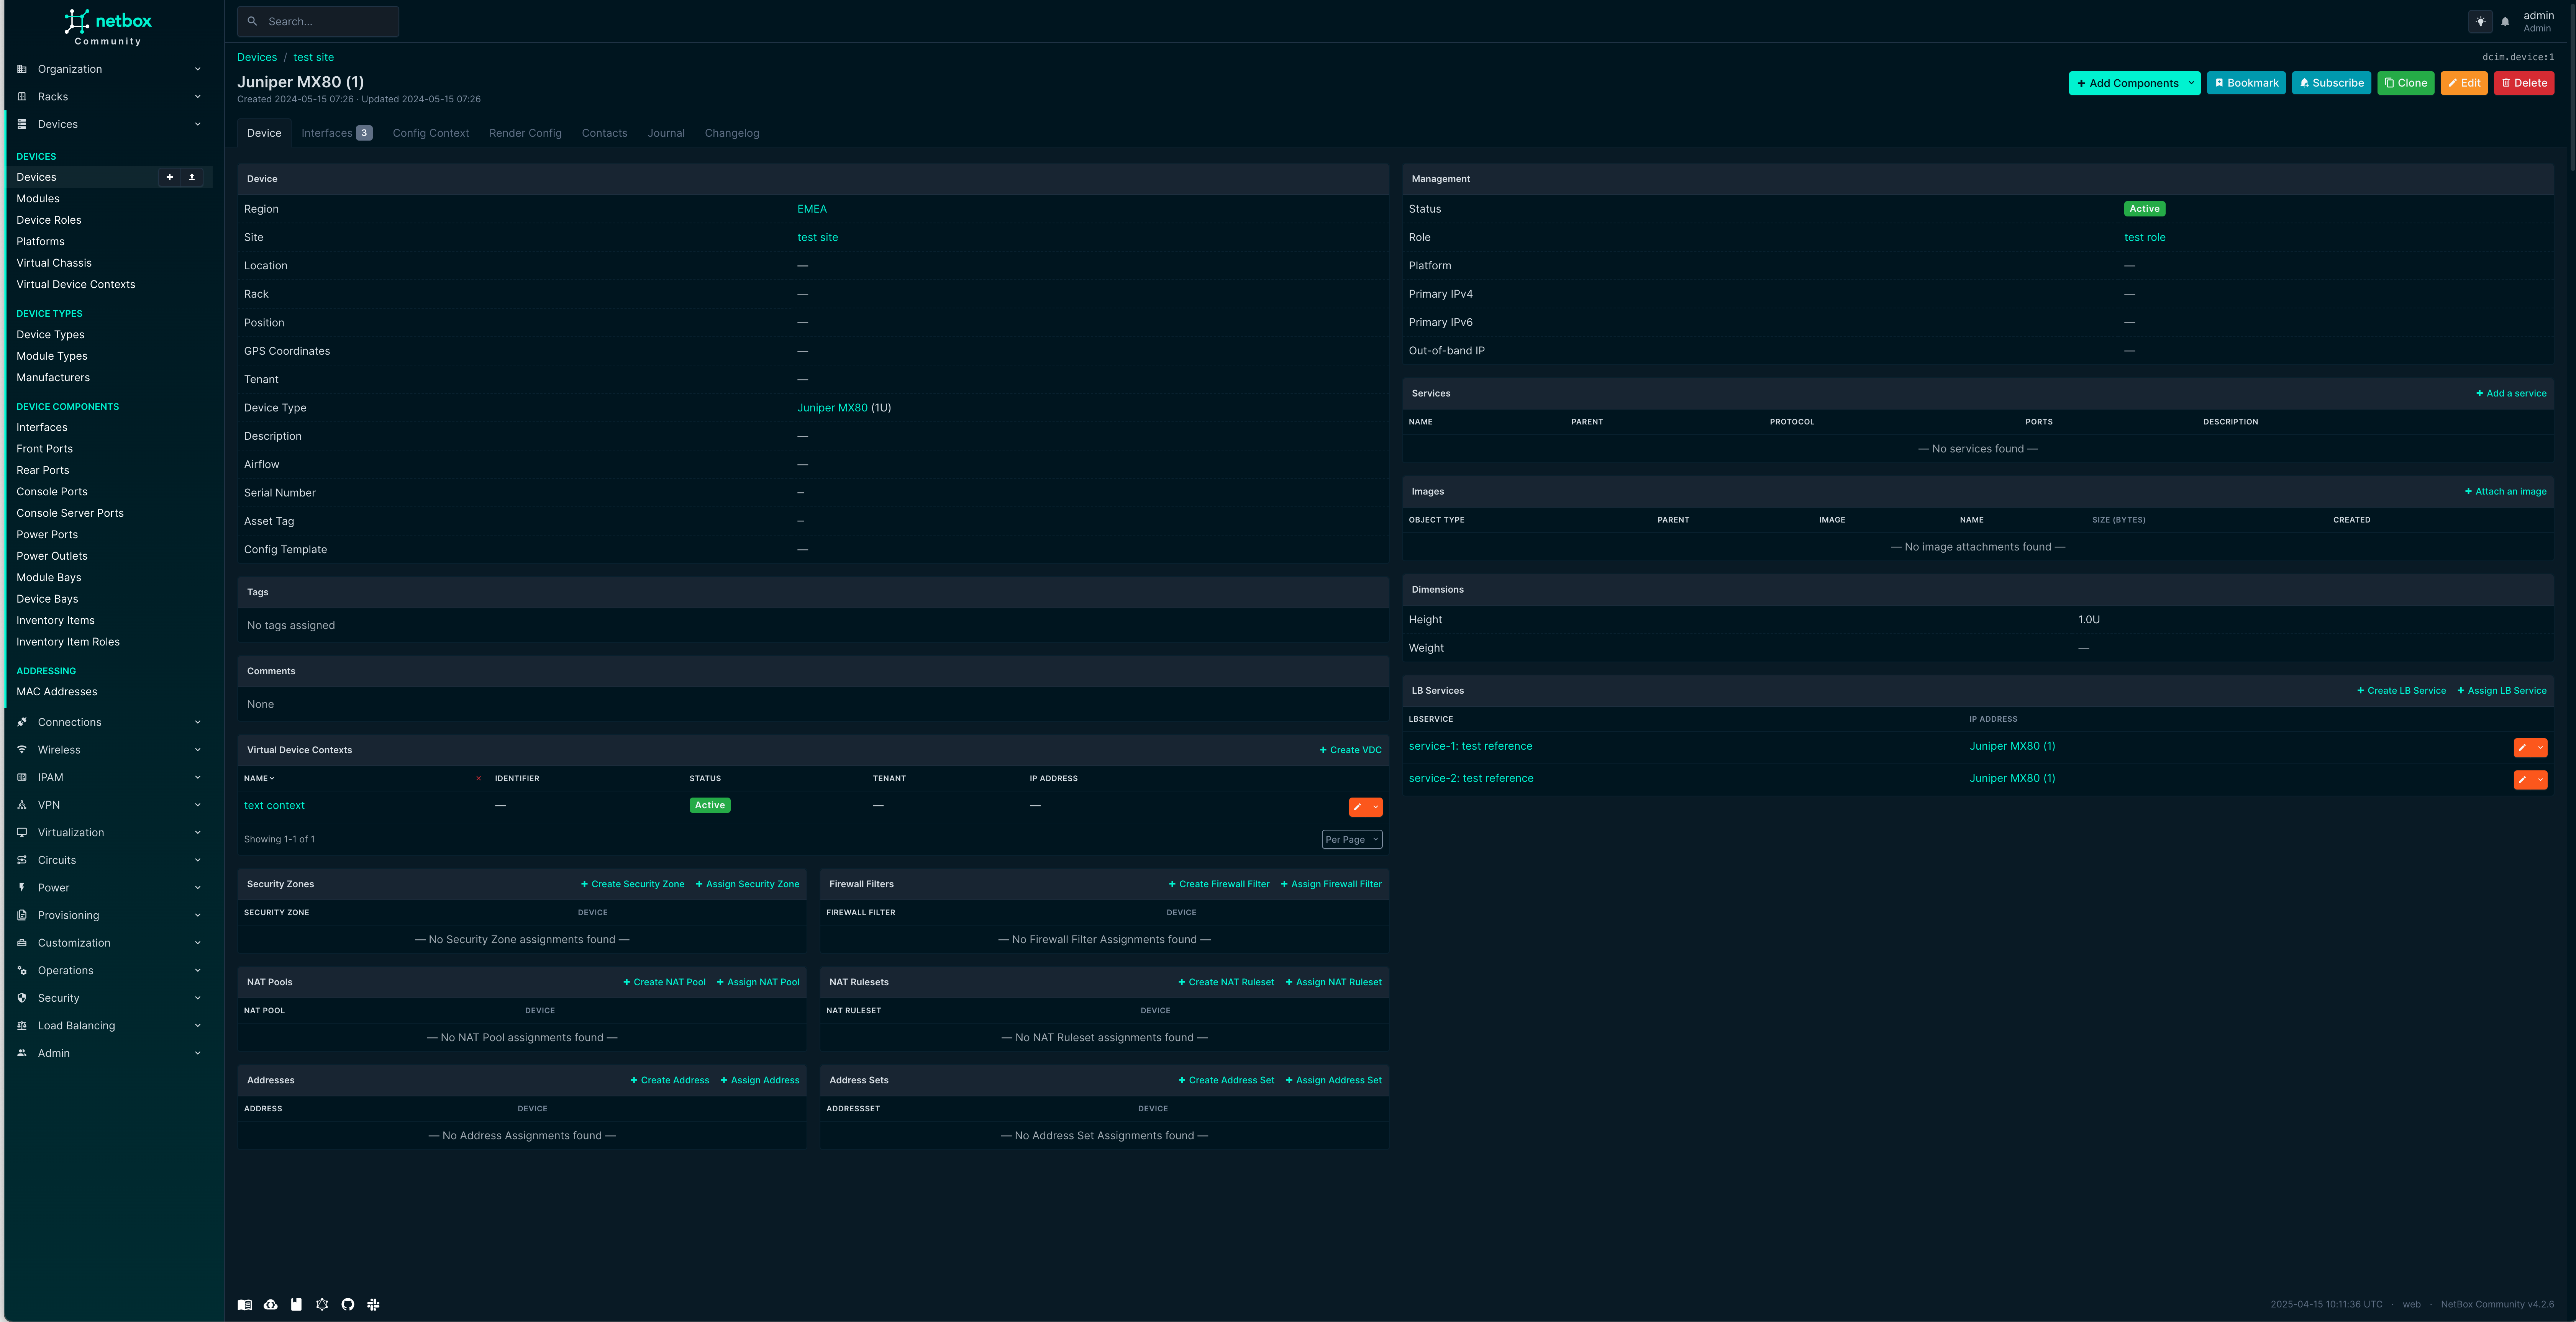 netbox
Community
Organization
Racks
Devices
DEVICES
Devices
Modules
Device Roles
Platforms
Virtual Chassis
Virtual Device Contexts
DEVICE TYPES
Device Types
Module Types
Manufacturers
DEVICE COMPONENTS
Interfaces
Front Ports
Rear Ports
Console Ports
Console Server Ports
Power Ports
Power Outlets
Module Bays
Device Bays
Inventory Items
Inventory Item Roles
ADDRESSING
MAC Addresses
Connections
Wireless
IPAM
VPN
Virtualization
Circuits
Power
Provisioning
Customization
Operations
Security
Load Balancing
Admin
Search...
admin
Admin
Devices / test site
dcim.device:1
Juniper MX80 (1)
Created 2024-05-15 07:26 · Updated 2024-05-15 07:26
+ Add Components Bookmark Subscribe Clone Edit Delete
Device Interfaces 3 Config Context Render Config Contacts Journal Changelog
Device
Region EMEA
Site test site
Location —
Rack —
Position —
GPS Coordinates —
Tenant —
Device Type Juniper MX80 (1U)
Description —
Airflow —
Serial Number –
Asset Tag –
Config Template —
Tags
No tags assigned
Comments
None
Virtual Device Contexts + Create VDC
NAME IDENTIFIER STATUS TENANT IP ADDRESS
text context — Active — —
Showing 1-1 of 1 Per Page
Security Zones + Create Security Zone + Assign Security Zone
SECURITY ZONE DEVICE
— No Security Zone assignments found —
Firewall Filters + Create Firewall Filter + Assign Firewall Filter
FIREWALL FILTER DEVICE
— No Firewall Filter Assignments found —
NAT Pools + Create NAT Pool + Assign NAT Pool
NAT POOL DEVICE
— No NAT Pool assignments found —
NAT Rulesets + Create NAT Ruleset + Assign NAT Ruleset
NAT RULESET DEVICE
— No NAT Ruleset assignments found —
Addresses + Create Address + Assign Address
ADDRESS DEVICE
— No Address Assignments found —
Address Sets + Create Address Set + Assign Address Set
ADDRESSSET DEVICE
— No Address Set Assignments found —
Management
Status Active
Role test role
Platform —
Primary IPv4 —
Primary IPv6 —
Out-of-band IP —
Services + Add a service
NAME PARENT PROTOCOL PORTS DESCRIPTION
— No services found —
Images + Attach an image
OBJECT TYPE PARENT IMAGE NAME SIZE (BYTES) CREATED
— No image attachments found —
Dimensions
Height 1.0U
Weight —
LB Services + Create LB Service + Assign LB Service
LBSERVICE IP ADDRESS
service-1: test reference Juniper MX80 (1)
service-2: test reference Juniper MX80 (1)
2025-04-15 10:11:36 UTC · web · NetBox Community v4.2.6